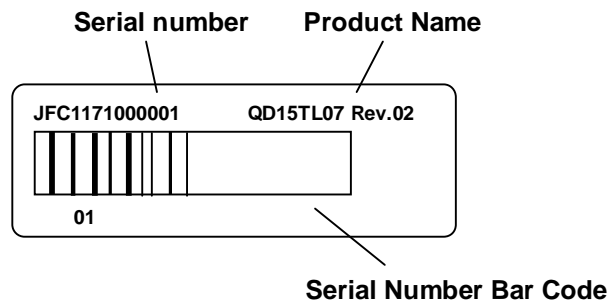 Serial number Product Name
JFC1171000001 QD15TL07 Rev.02
01
Serial Number Bar Code